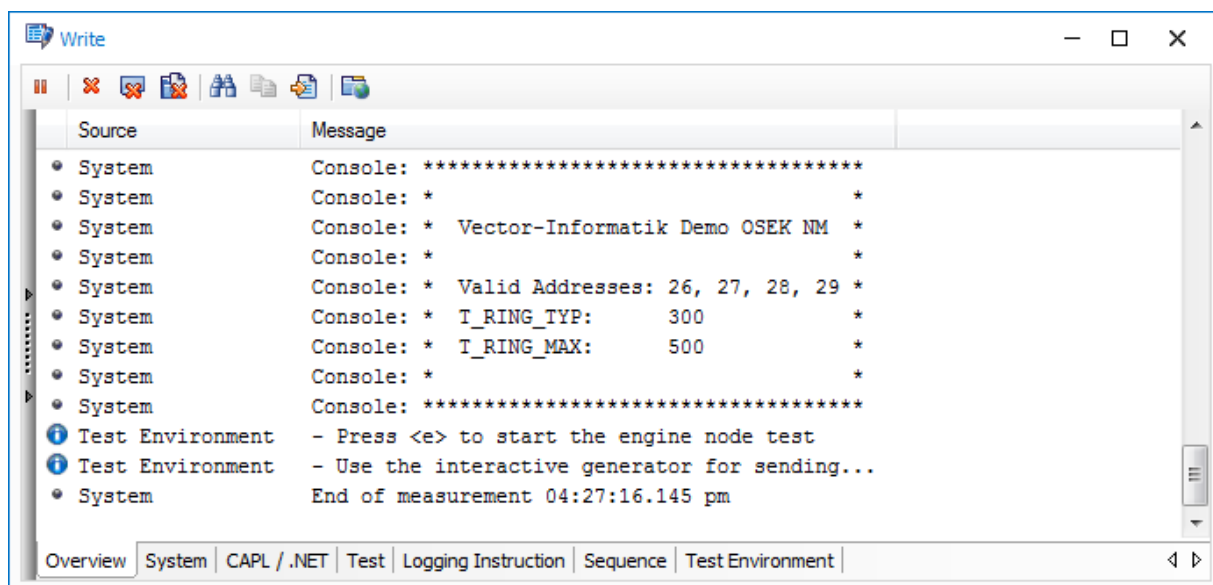 Write
Source Message
System Console: ************************************
System Console: *                                  *
System Console: *  Vector-Informatik Demo OSEK NM  *
System Console: *                                  *
System Console: *  Valid Addresses: 26, 27, 28, 29 *
System Console: *  T_RING_TYP:      300            *
System Console: *  T_RING_MAX:      500            *
System Console: *                                  *
System Console: ************************************
Test Environment - Press <e> to start the engine node test
Test Environment - Use the interactive generator for sending...
System End of measurement 04:27:16.145 pm
Overview System CAPL / .NET Test Logging Instruction Sequence Test Environment